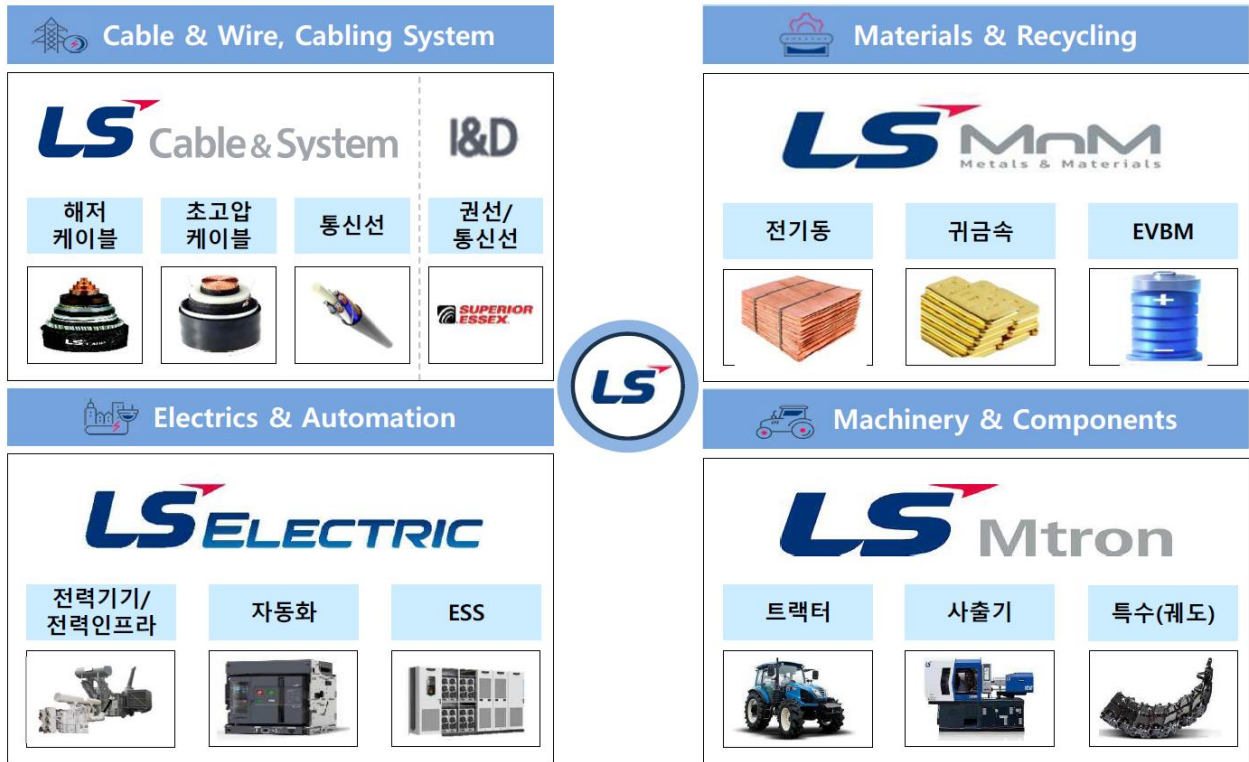 Cable & Wire, Cabling System
LS Cable & System
I&D
해저
케이블
초고압
케이블
통신선
권선/
통신선
LS CABLE
SUPERIOR
ESSEX
Materials & Recycling
LS MnM
Metals & Materials
전기동
귀금속
EVBM
LS
Electrics & Automation
LS ELECTRIC
전력기기/
전력인프라
자동화
ESS
Machinery & Components
LS Mtron
트랙터
사출기
특수(궤도)
LS